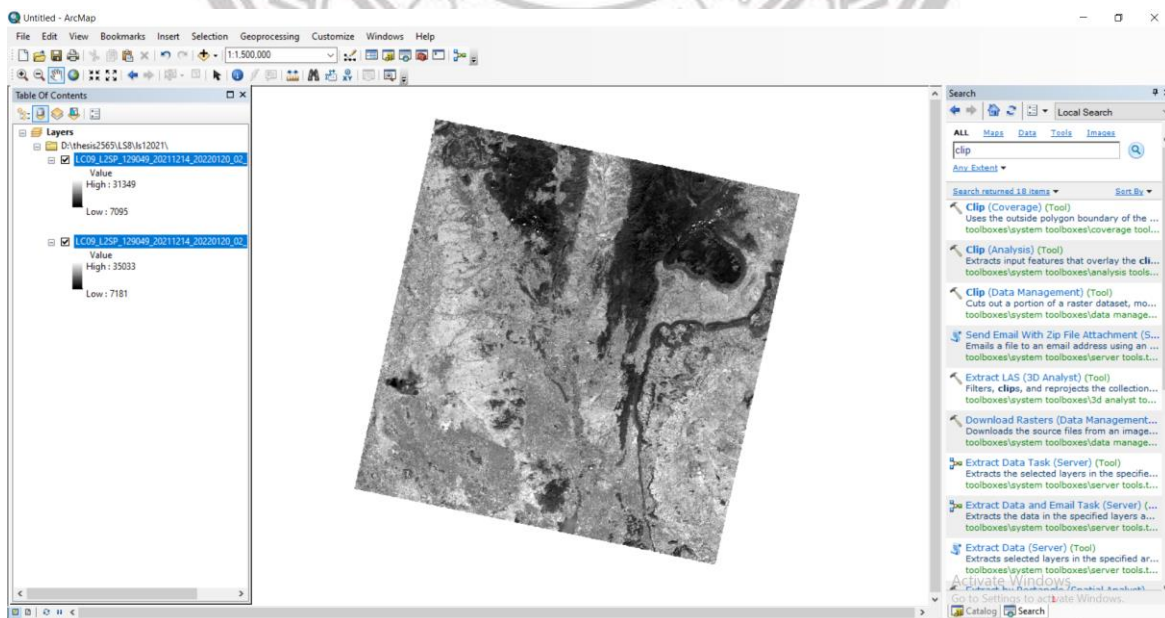 Untitled - ArcMap
File Edit View Bookmarks Insert Selection Geoprocessing Customize Windows Help
1:1,500,000
Table Of Contents
Layers
D:\thesis2565\LS8\ls12021\
LC09_L2SP_129049_20211214_20220120_02_
Value
High : 31349
Low : 7095
LC09_L2SP_129049_20211214_20220120_02_
Value
High : 35033
Low : 7181
Search
Local Search
ALL Maps Data Tools Images
clip
Any Extent
Search returned 18 items Sort By
Clip (Coverage) (Tool)
Uses the outside polygon boundary of the ...
toolboxes\system toolboxes\coverage tool...
Clip (Analysis) (Tool)
Extracts input features that overlay the cli...
toolboxes\system toolboxes\analysis tools...
Clip (Data Management) (Tool)
Cuts out a portion of a raster dataset, mo...
toolboxes\system toolboxes\data manage...
Send Email With Zip File Attachment (S...
Emails a file to an email address using an ...
toolboxes\system toolboxes\server tools.t...
Extract LAS (3D Analyst) (Tool)
Filters, clips, and reprojects the collection...
toolboxes\system toolboxes\3d analyst to...
Download Rasters (Data Management...
Downloads the source files from an image...
toolboxes\system toolboxes\data manage...
Extract Data Task (Server) (Tool)
Extracts the selected layers in the specifie...
toolboxes\system toolboxes\server tools.t...
Extract Data and Email Task (Server) (...
Extracts the data in the specified layers a...
toolboxes\system toolboxes\server tools.t...
Extract Data (Server) (Tool)
Extracts selected layers in the specified ar...
toolboxes\system toolboxes\server tools.t...
Activate Windows
Extract by Rectangle (Spatial Analyst)
Go to Settings to activate Windows.
Catalog Search